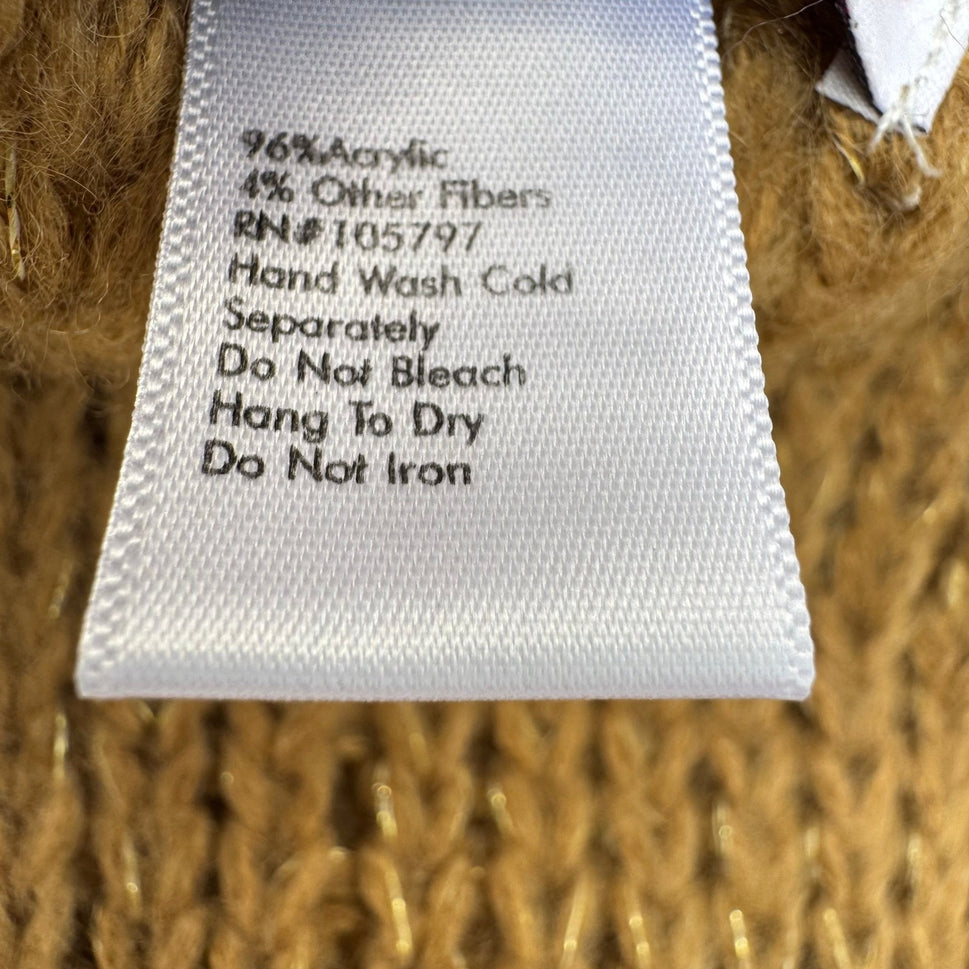 96%Acrylic
4% Other Fibers
RN#105797
Hand Wash Cold
Separately
Do Not Bleach
Hang To Dry
Do Not Iron